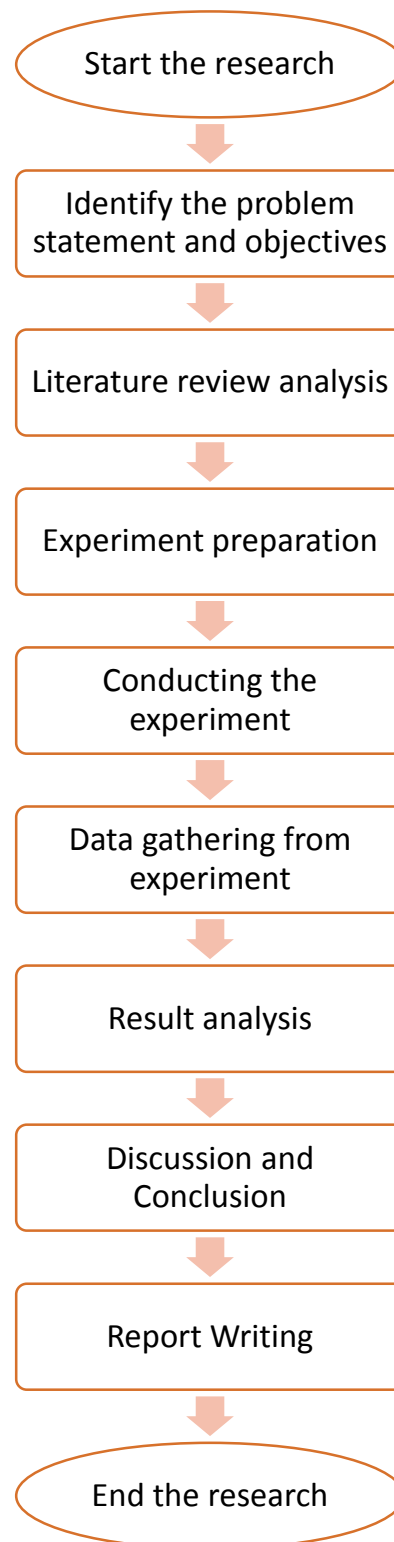 Start the research
Identify the problem
statement and objectives
Literature review analysis
Experiment preparation
Conducting the
experiment
Data gathering from
experiment
Result analysis
Discussion and
Conclusion
Report Writing
End the research